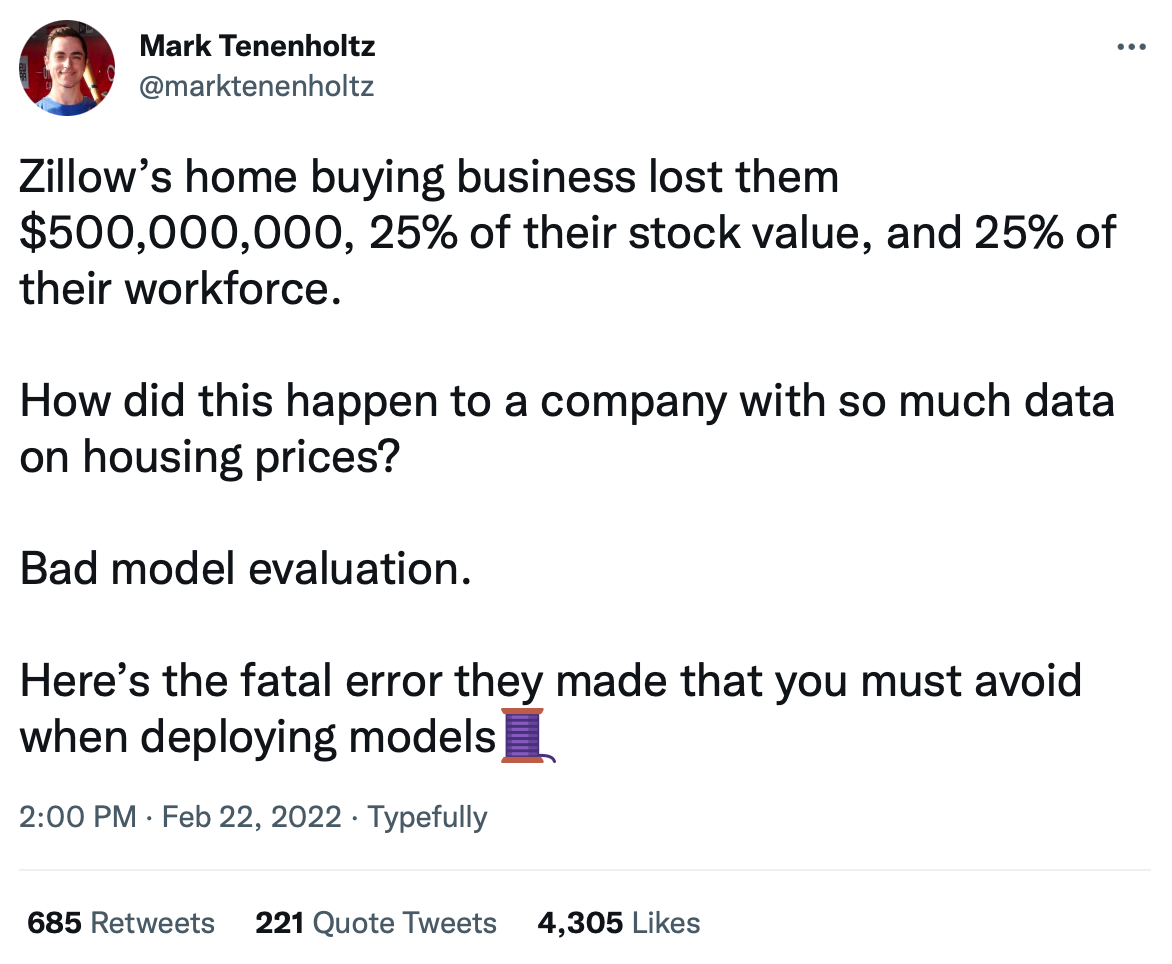 Mark Tenenholtz
@marktenenholtz
Zillow’s home buying business lost them
$500,000,000, 25% of their stock value, and 25% of
their workforce.
How did this happen to a company with so much data
on housing prices?
Bad model evaluation.
Here’s the fatal error they made that you must avoid
when deploying models🧵
2:00 PM · Feb 22, 2022 · Typefully
685 Retweets 221 Quote Tweets 4,305 Likes